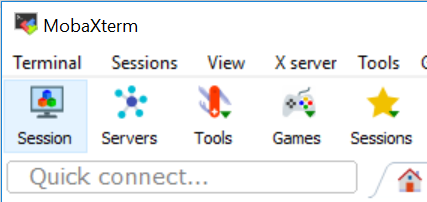 MobaXterm
Terminal Sessions View X server Tools
Session Servers Tools Games Sessions
Quick connect...